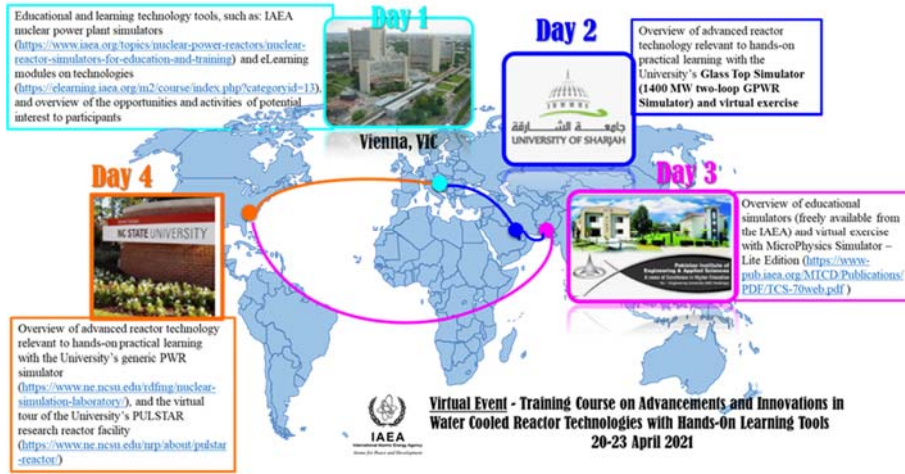 Educational and learning technology tools, such as: IAEA
nuclear power plant simulators
(https://www.iaea.org/topics/nuclear-power-reactors/nuclear-
reactor-simulators-for-education-and-training) and eLearning
modules on technologies
(https://elearning.iaea.org/m2/course/index.php?categoryid=13),
and overview of the opportunities and activities of potential
interest to participants
Day 1
Vienna, VIC
Day 2
جامعة الشارقة
UNIVERSITY OF SHARJAH
Overview of advanced reactor
technology relevant to hands-on
practical learning with the
University's Glass Top Simulator
(1400 MW two-loop GPWR
Simulator) and virtual exercise
Day 3
Pakistan Institute of
Engineering & Applied Sciences
Overview of educational
simulators (freely available from
the IAEA) and virtual exercise
with MicroPhysics Simulator –
Lite Edition (https://www-
pub.iaea.org/MTCD/Publications/
PDF/TCS-70web.pdf )
Day 4
NC STATE UNIVERSITY
Overview of advanced reactor technology
relevant to hands-on practical learning
with the University's generic PWR
simulator
(https://www.ne.ncsu.edu/rdfmg/nuclear-
simulation-laboratory/), and the virtual
tour of the University's PULSTAR
research reactor facility
(https://www.ne.ncsu.edu/nrp/about/pulstar
-reactor/)
IAEA
International Atomic Energy Agency
Atoms for Peace and Development
Virtual Event - Training Course on Advancements and Innovations in
Water Cooled Reactor Technologies with Hands-On Learning Tools
20-23 April 2021